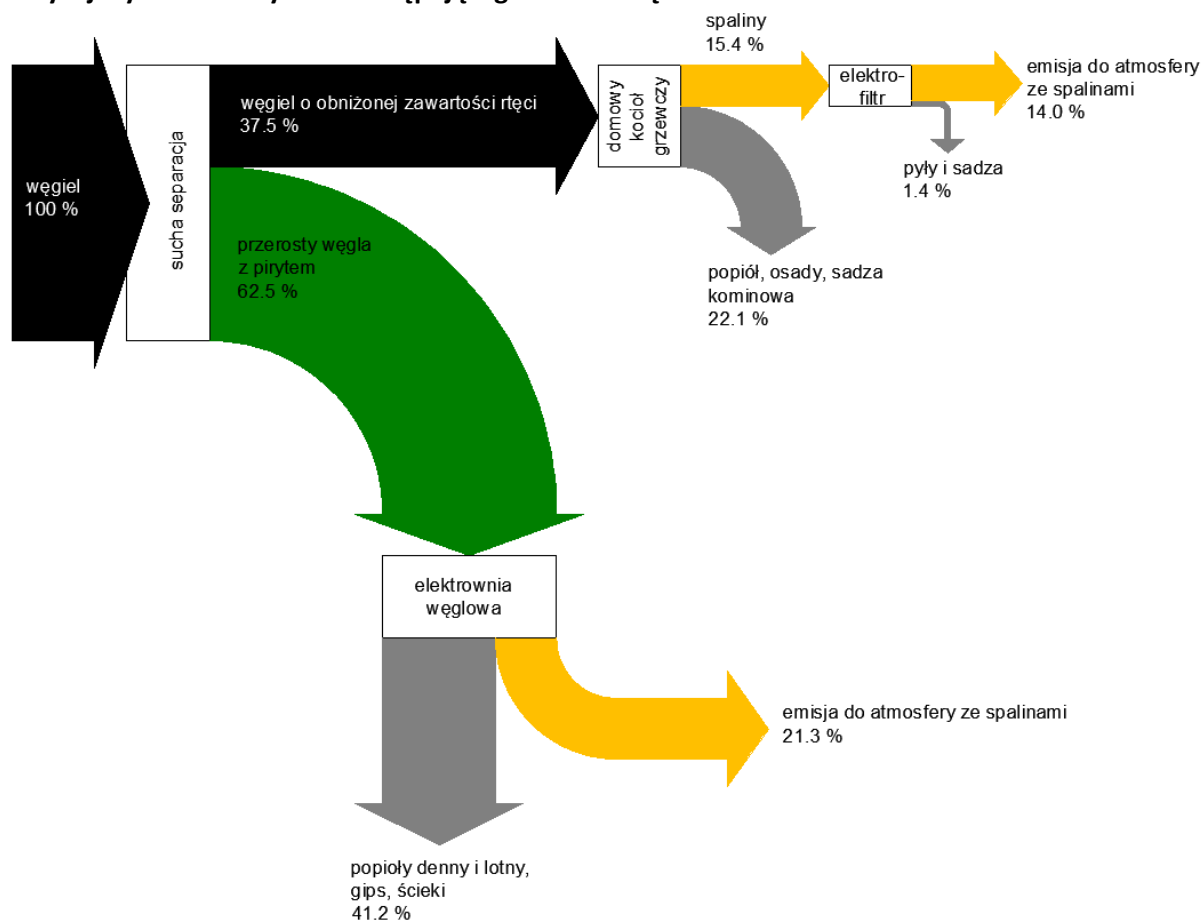 spaliny
15.4 %
emisja do atmosfery
ze spalinami
14.0 %
elektro-
filtr
węgiel o obniżonej zawartości rtęci
37.5 %
domowy
kocioł
grzewczy
pyły i sadza
1.4 %
węgiel
100 %
sucha separacja
przerosty węgla
z pirytem
62.5 %
popiół, osady, sadza
kominowa
22.1 %
elektrownia
węglowa
emisja do atmosfery ze spalinami
21.3 %
popioły denny i lotny,
gips, ścieki
41.2 %